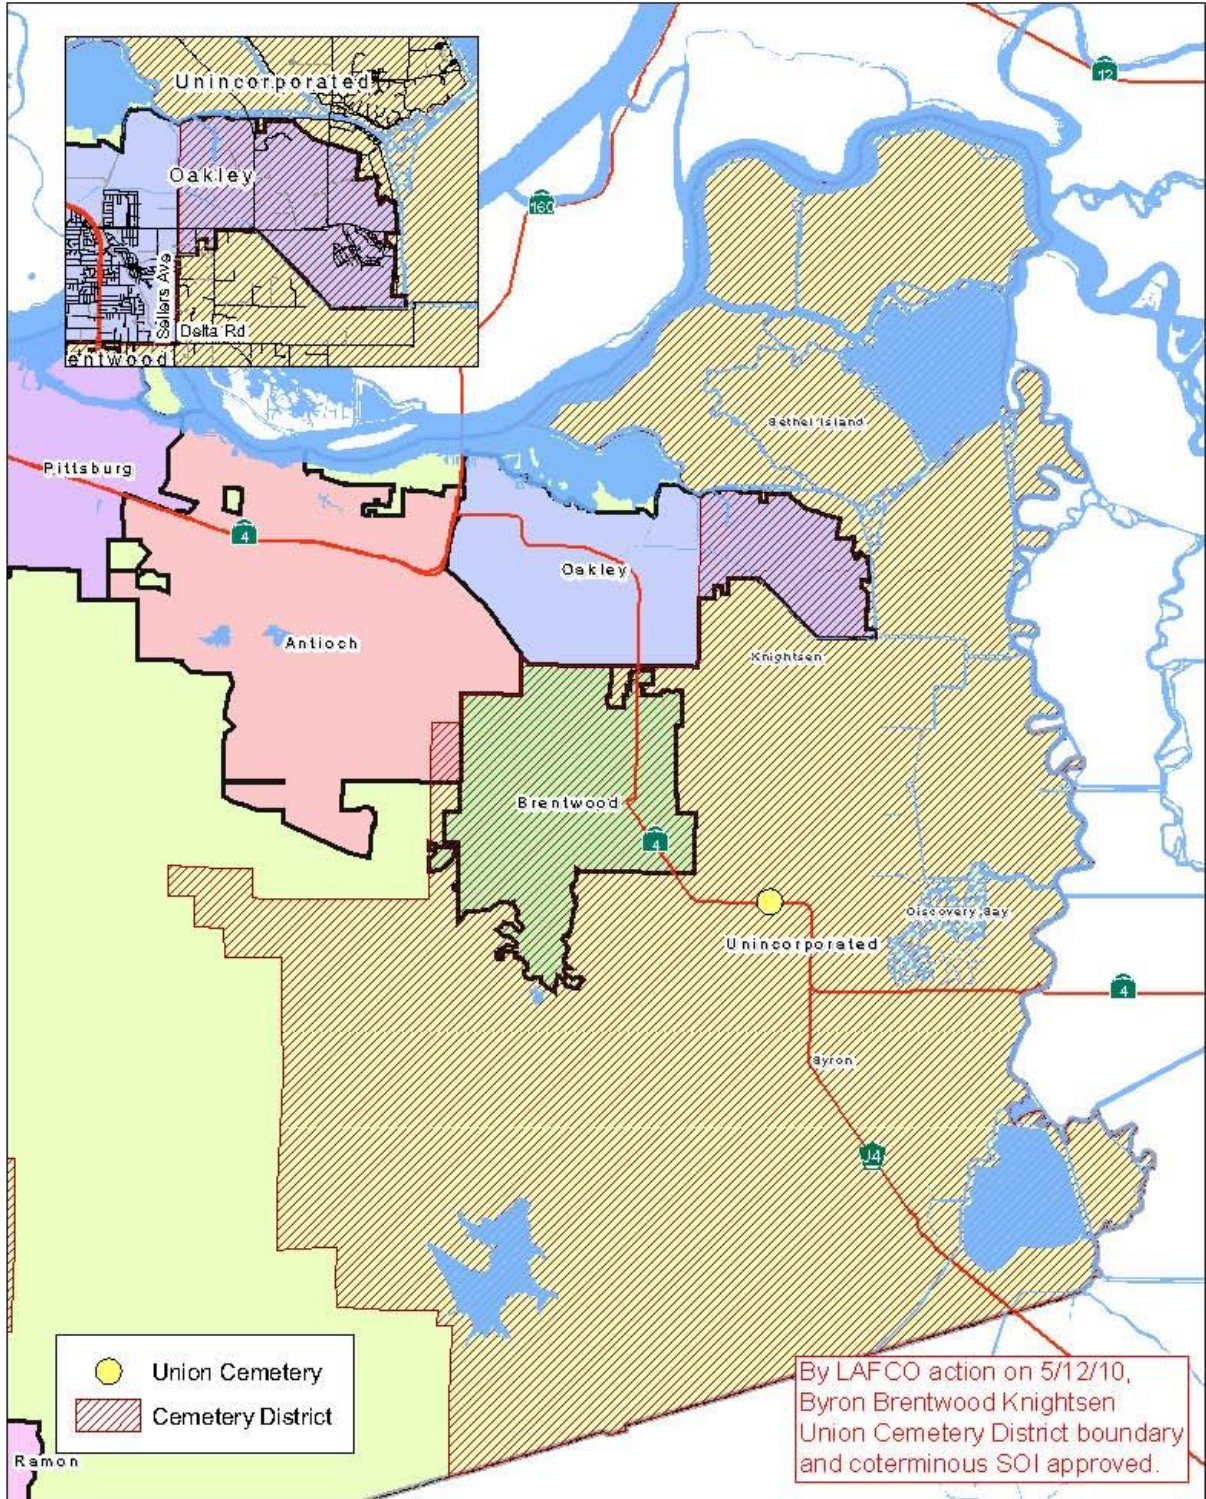 Unincorporated
Oakley
Sellers Ave
Delta Rd
entwood
12
160
Bethel Island
Pittsburg
4
Oakley
Antioch
Knightsen
Brentwood
4
Discovery Bay
Unincorporated
4
Byron
J4
Union Cemetery
Cemetery District
Ramon
By LAFCO action on 5/12/10,
Byron Brentwood Knightsen
Union Cemetery District boundary
and coterminous SOI approved.